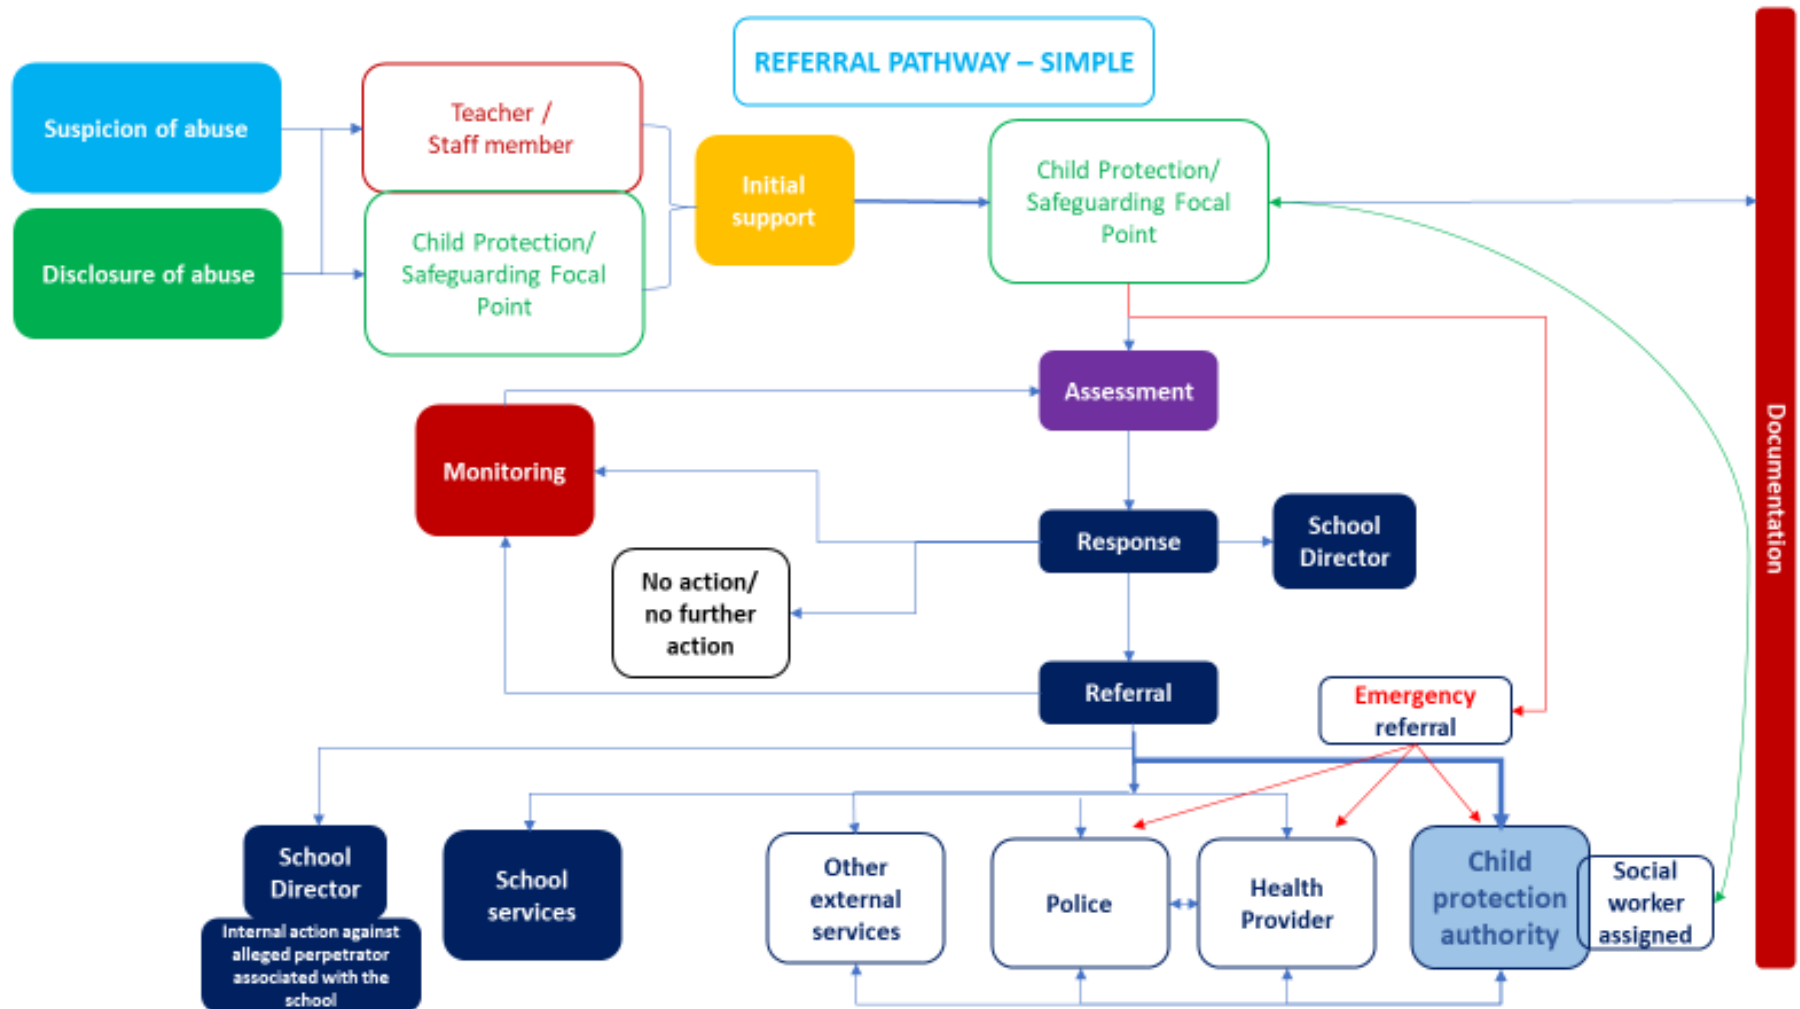 REFERRAL PATHWAY – SIMPLE
Suspicion of abuse
Teacher /
Staff member
Disclosure of abuse
Child Protection/
Safeguarding Focal
Point
Initial
support
Child Protection/
Safeguarding Focal
Point
Documentation
Assessment
Monitoring
Response
School
Director
No action/
no further
action
Referral
Emergency
referral
School
Director
Internal action against
alleged perpetrator
associated with the
school
School
services
Other
external
services
Police
Health
Provider
Child
protection
authority
Social
worker
assigned